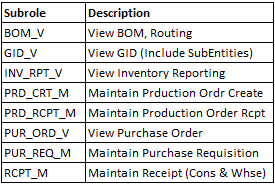 Subrole Description
BOM_V View BOM, Routing
GID_V View GID (Include SubEntities)
INV_RPT_V View Inventory Reporting
PRD_CRT_M Maintain Prduction Ordr Create
PRD_RCPT_M Maintain Production Order Rcpt
PUR_ORD_V View Purchase Order
PUR_REQ_M Maintain Purchase Requisition
RCPT_M Maintain Receipt (Cons & Whse)